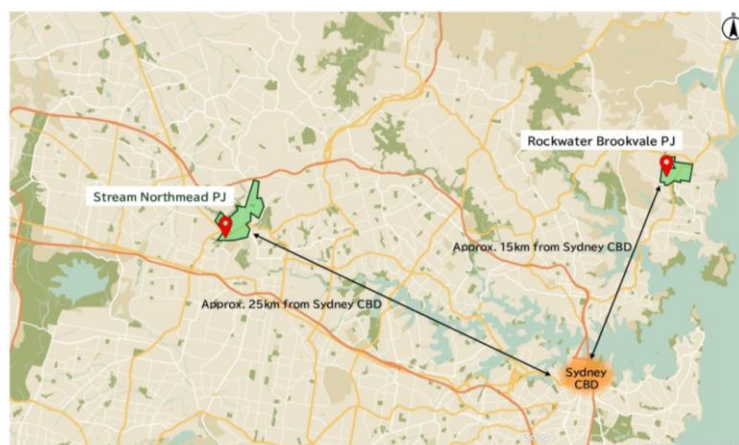 N
Rockwater Brookvale PJ
Stream Northmead PJ
Approx. 15km from Sydney CBD
Approx. 25km from Sydney CBD
Sydney
CBD